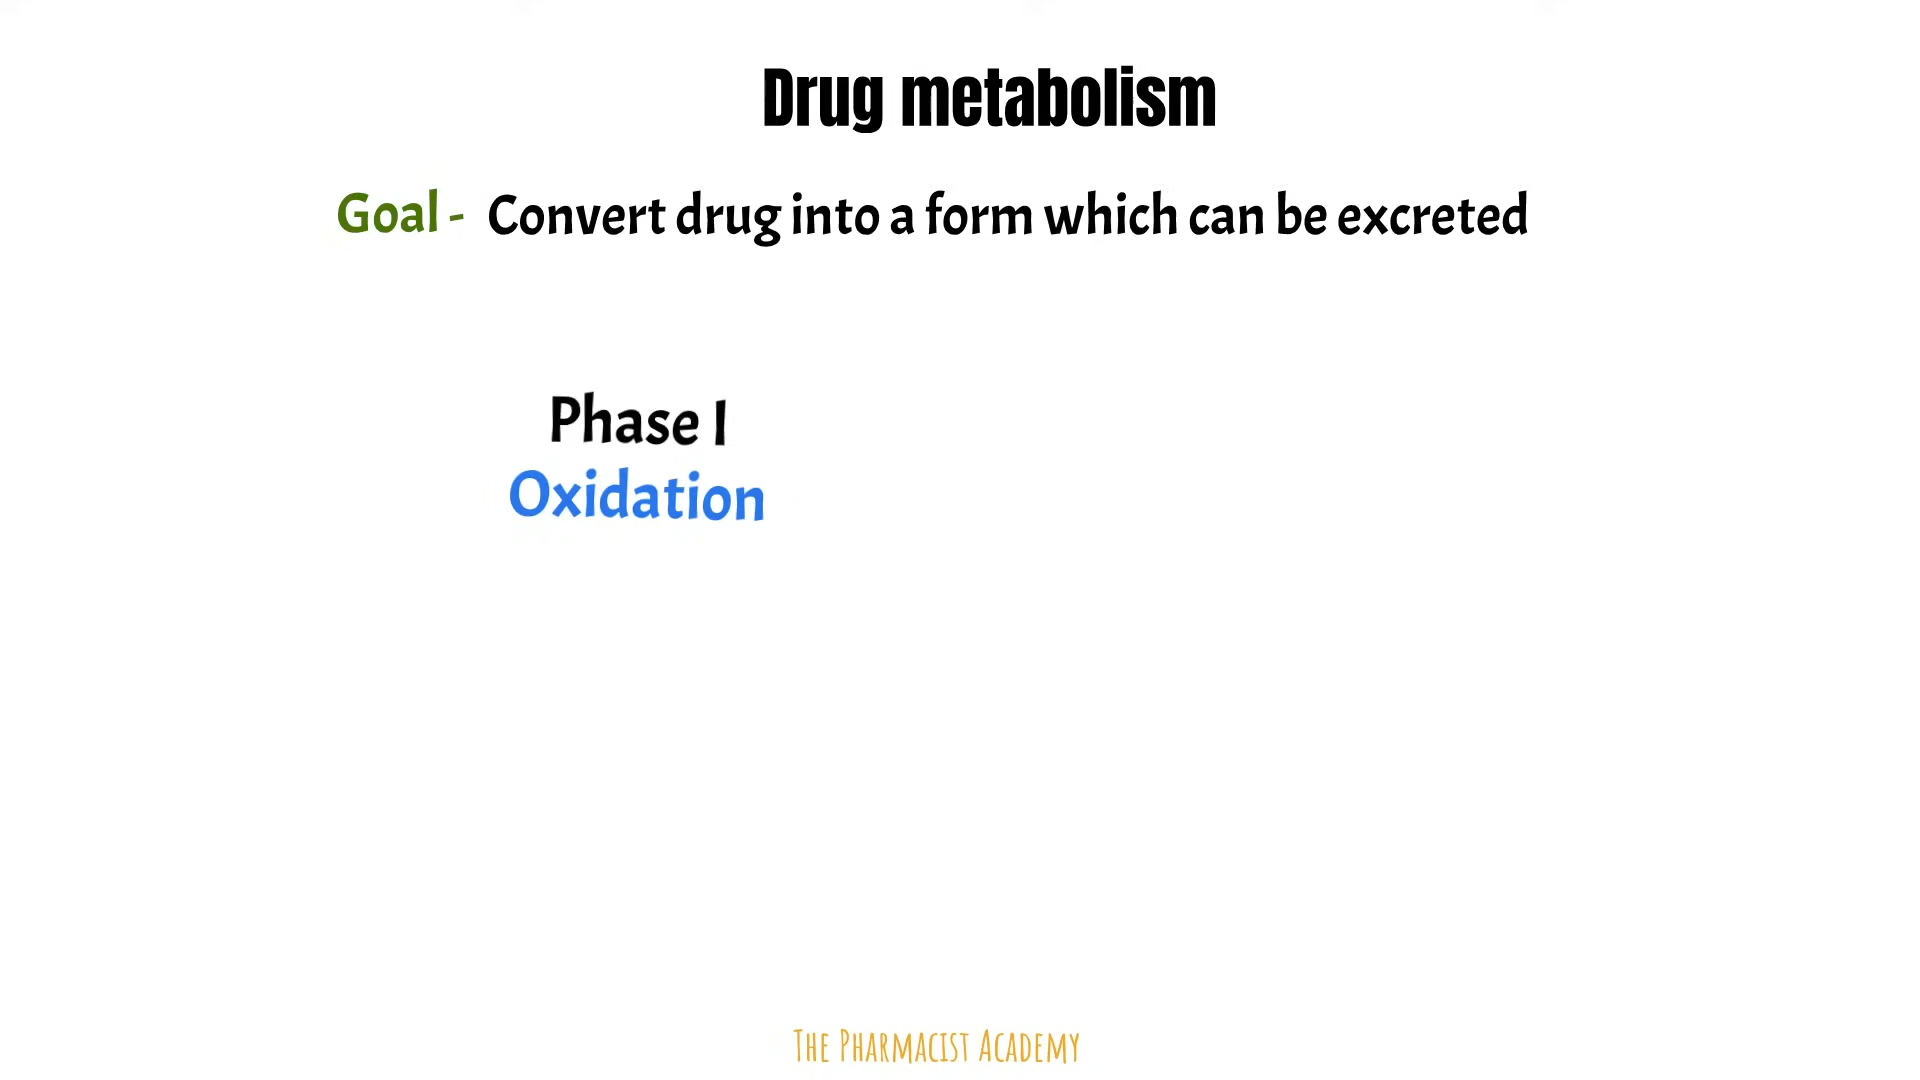 Drug metabolism
Goal - Convert drug into a form which can be excreted
Phase I
Oxidation
The Pharmacist Academy